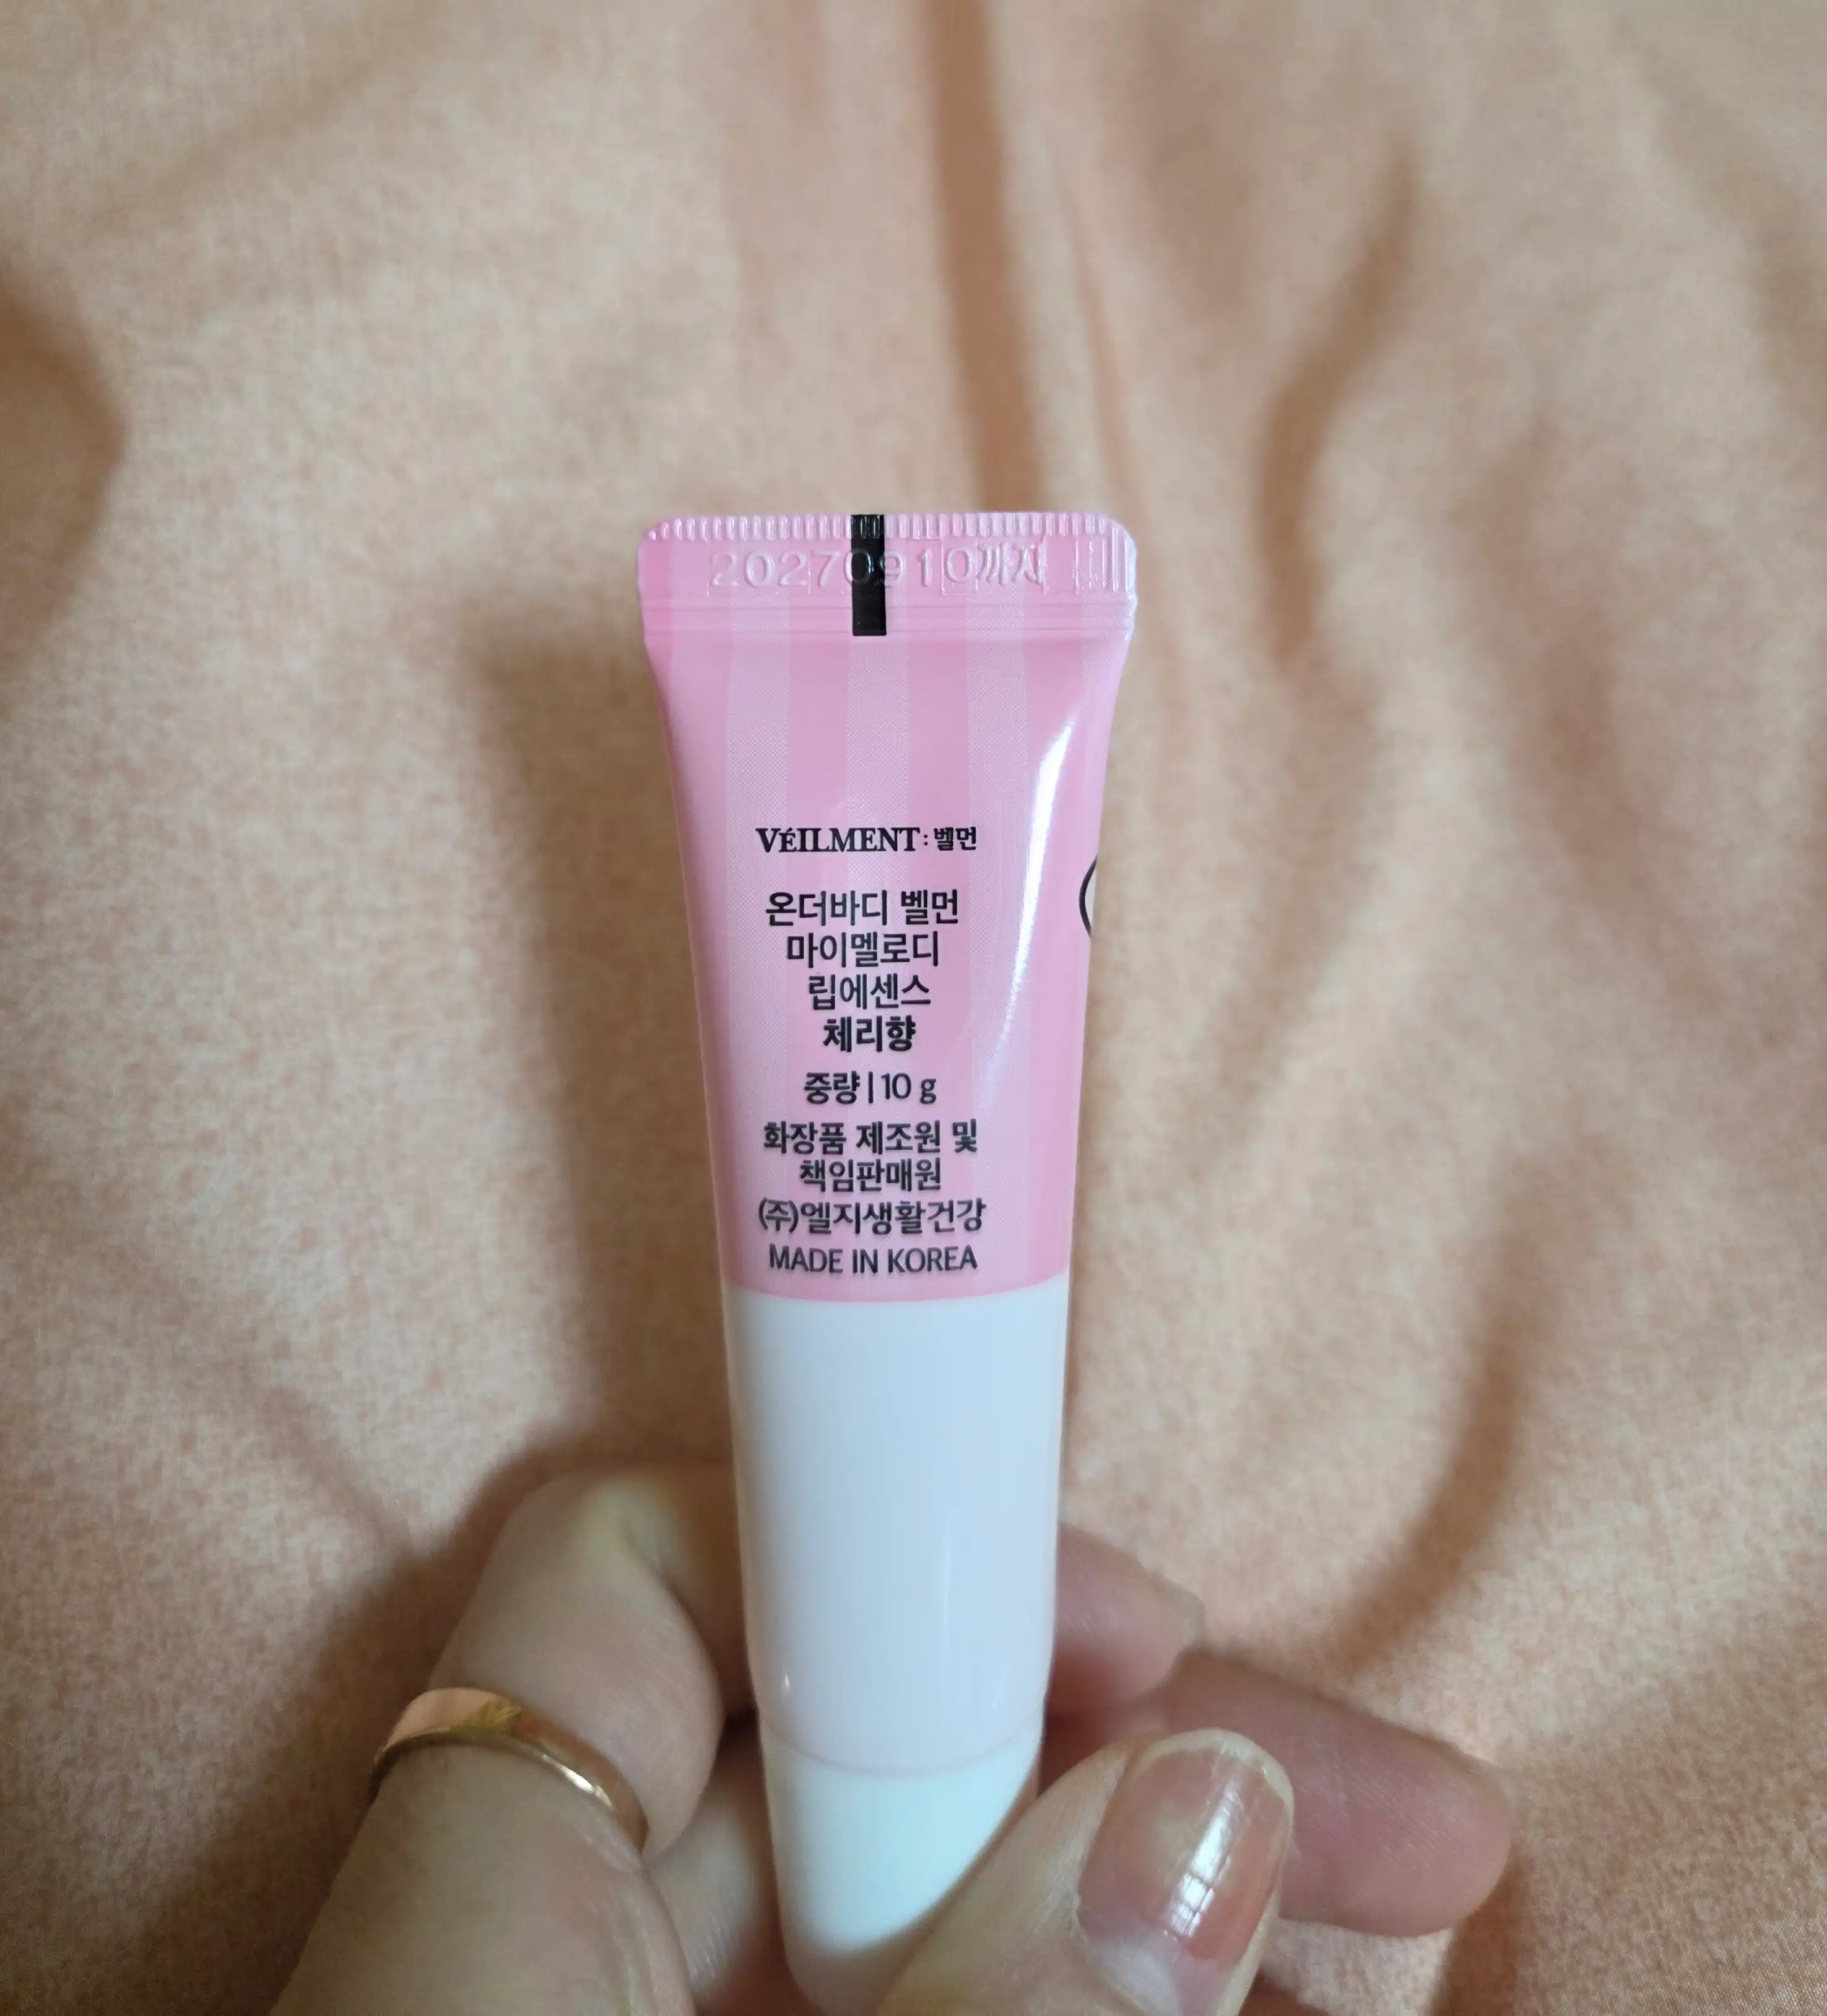 20270910까지
VÉILMENT: 벨먼
온더바디 벨먼
마이멜로디
립에센스
체리향
중량 | 10 g
화장품 제조원 및
책임판매원
(주)엘지생활건강
MADE IN KOREA